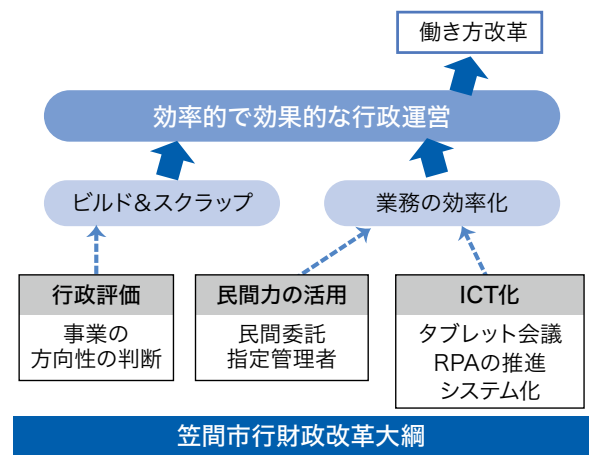 働き方改革
効率的で効果的な行政運営
ビルド&スクラップ
業務の効率化
行政評価
事業の
方向性の判断
民間力の活用
民間委託
指定管理者
ICT化
タブレット会議
RPAの推進
システム化
笠間市行財政改革大綱